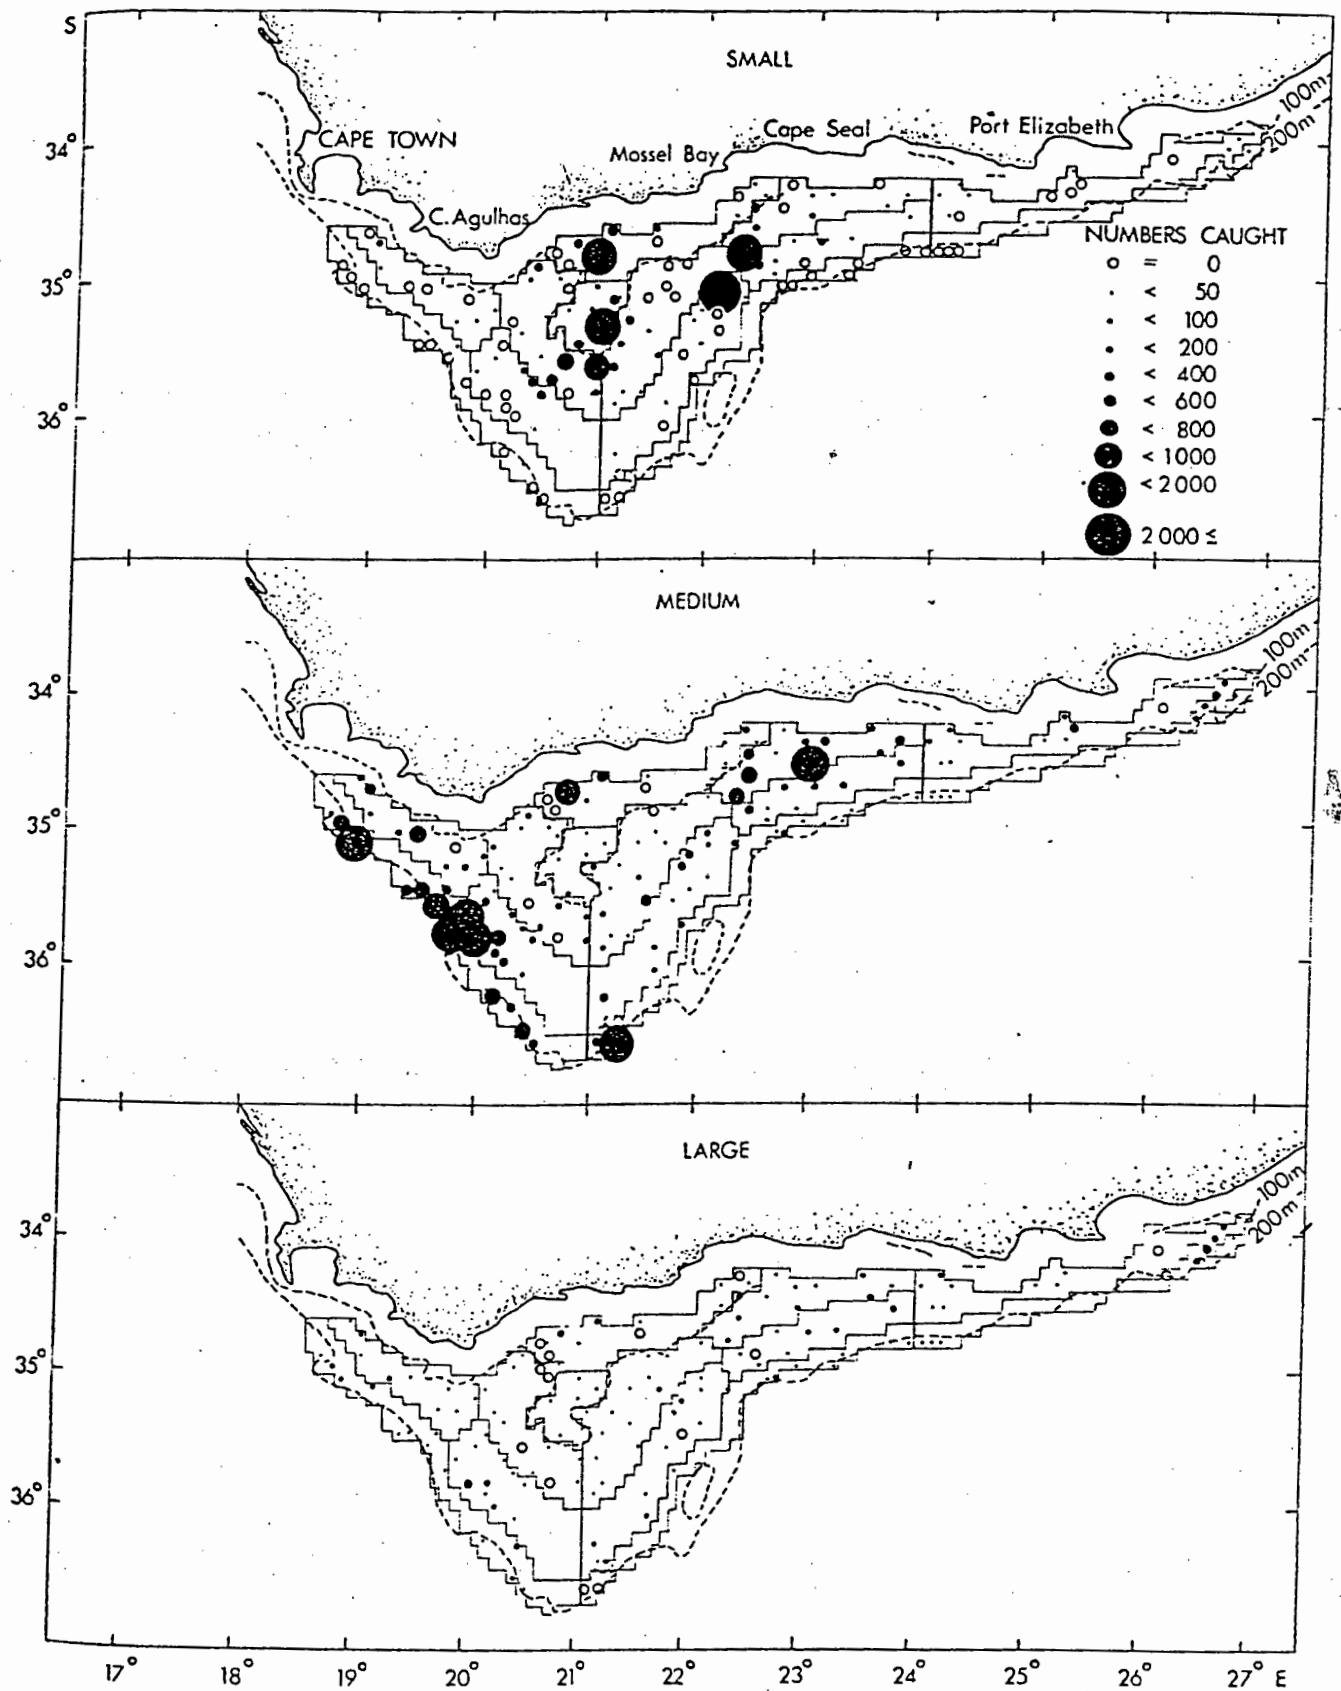 S
SMALL
100m
200m
34°
CAPE TOWN
Cape Seal
Port Elizabeth
Mossel Bay
C. Agulhas
35°
36°
NUMBERS CAUGHT
= 0
< 50
< 100
< 200
< 400
< 600
< 800
< 1000
< 2 000
2 000 ≤
MEDIUM
100m
200m
34°
35°
36°
LARGE
100m
200m
34°
35°
36°
17° 18° 19° 20° 21° 22° 23° 24° 25° 26° 27° E